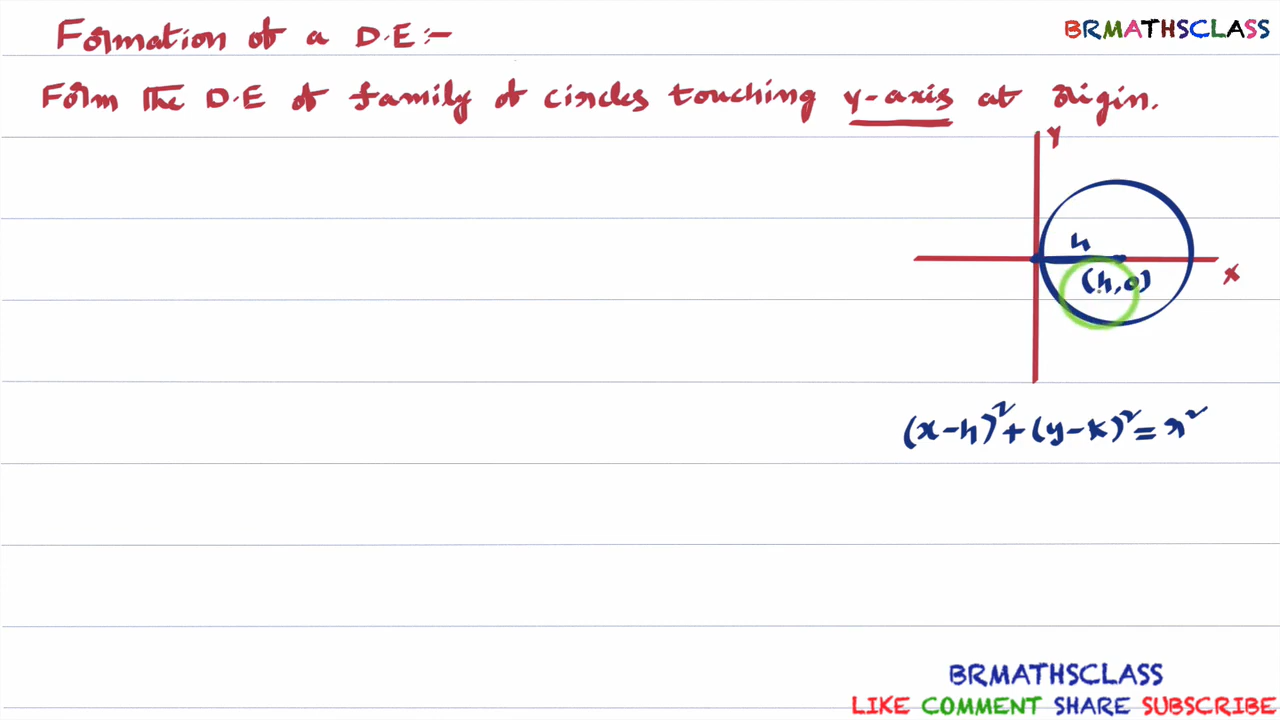 Formation of a D.E :-
BRMATHSCLASS
Form the D.E of family of circles touching y-axis at origin.
Y
h
(h,0)
X
(x-h)²+(y-k)²=r²
BRMATHSCLASS
LIKE COMMENT SHARE SUBSCRIBE